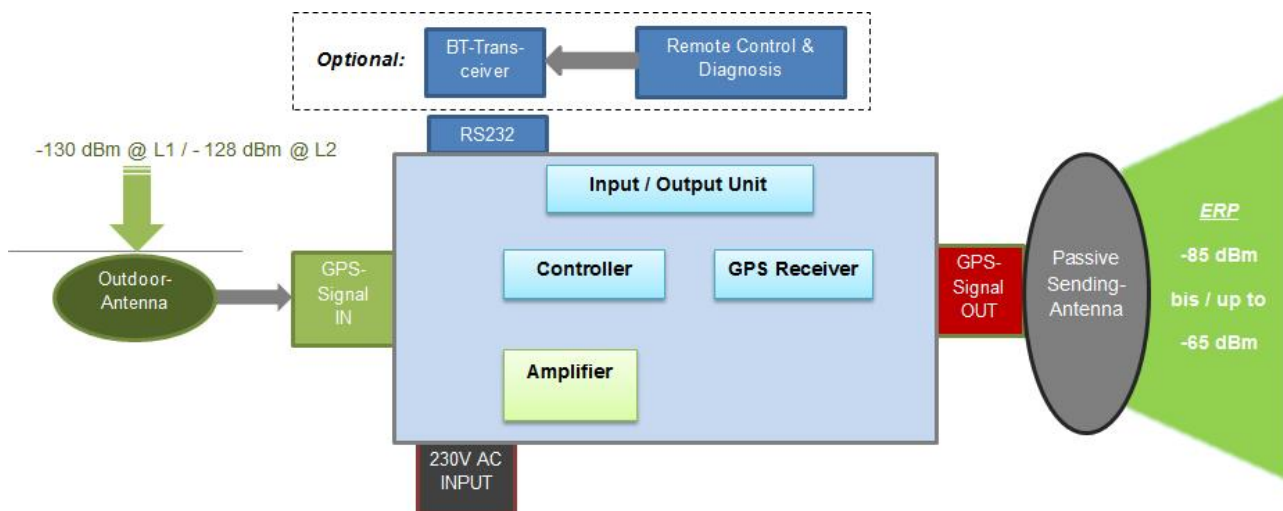 Optional:
BT-Trans-
ceiver
Remote Control &
Diagnosis
RS232
-130 dBm @ L1 / - 128 dBm @ L2
Input / Output Unit
Outdoor-
Antenna
GPS-
Signal
IN
Controller
GPS Receiver
GPS-
Signal
OUT
Passive
Sending-
Antenna
ERP
-85 dBm
bis / up to
-65 dBm
Amplifier
230V AC
INPUT